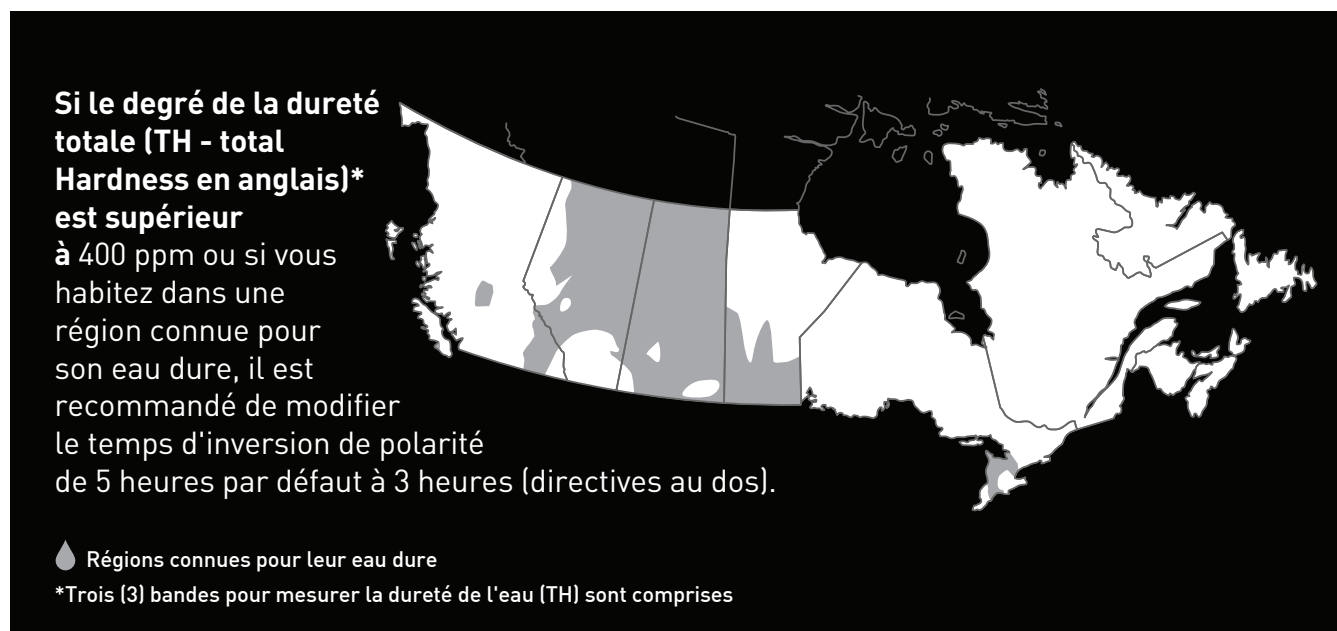 Si le degré de la dureté
totale (TH - total
Hardness en anglais)*
est supérieur
à 400 ppm ou si vous
habitez dans une
région connue pour
son eau dure, il est
recommandé de modifier
le temps d'inversion de polarité
de 5 heures par défaut à 3 heures (directives au dos).
Régions connues pour leur eau dure
*Trois (3) bandes pour mesurer la dureté de l'eau (TH) sont comprises